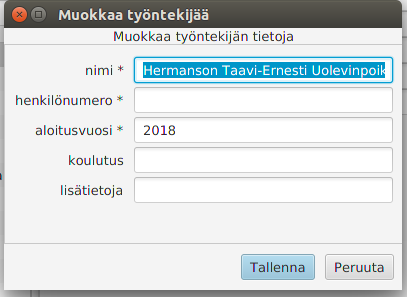 Muokkaa työntekijää
Muokkaa työntekijän tietoja
nimi * Hermanson Taavi-Ernesti Uolevinpoik
henkilönumero *
aloitusvuosi * 2018
koulutus
lisätietoja
Tallenna Peruuta